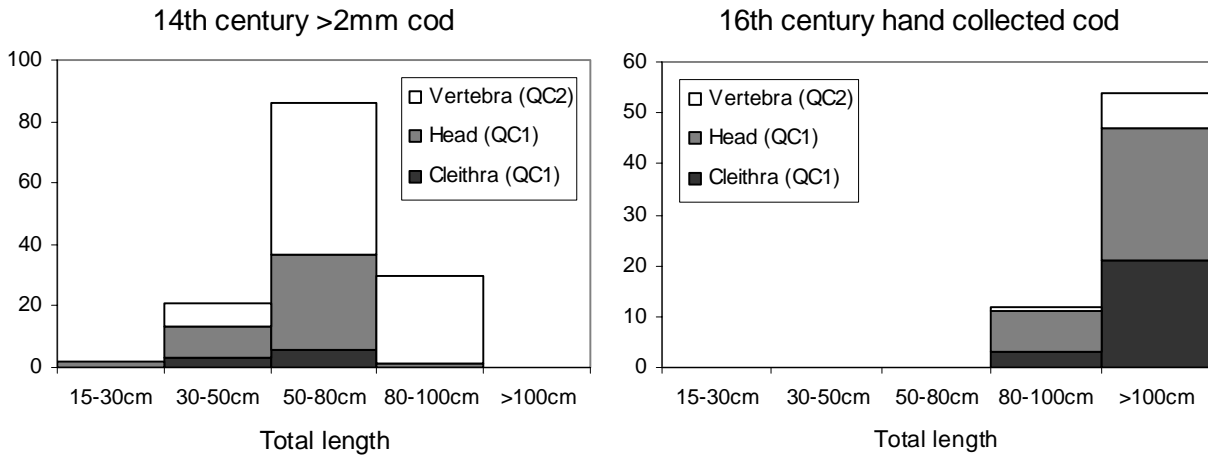 14th century >2mm cod
100
80
60
40
20
0
Vertebra (QC2)
Head (QC1)
Cleithra (QC1)
15-30cm 30-50cm 50-80cm 80-100cm >100cm
Total length
16th century hand collected cod
60
50
40
30
20
10
0
Vertebra (QC2)
Head (QC1)
Cleithra (QC1)
15-30cm 30-50cm 50-80cm 80-100cm >100cm
Total length